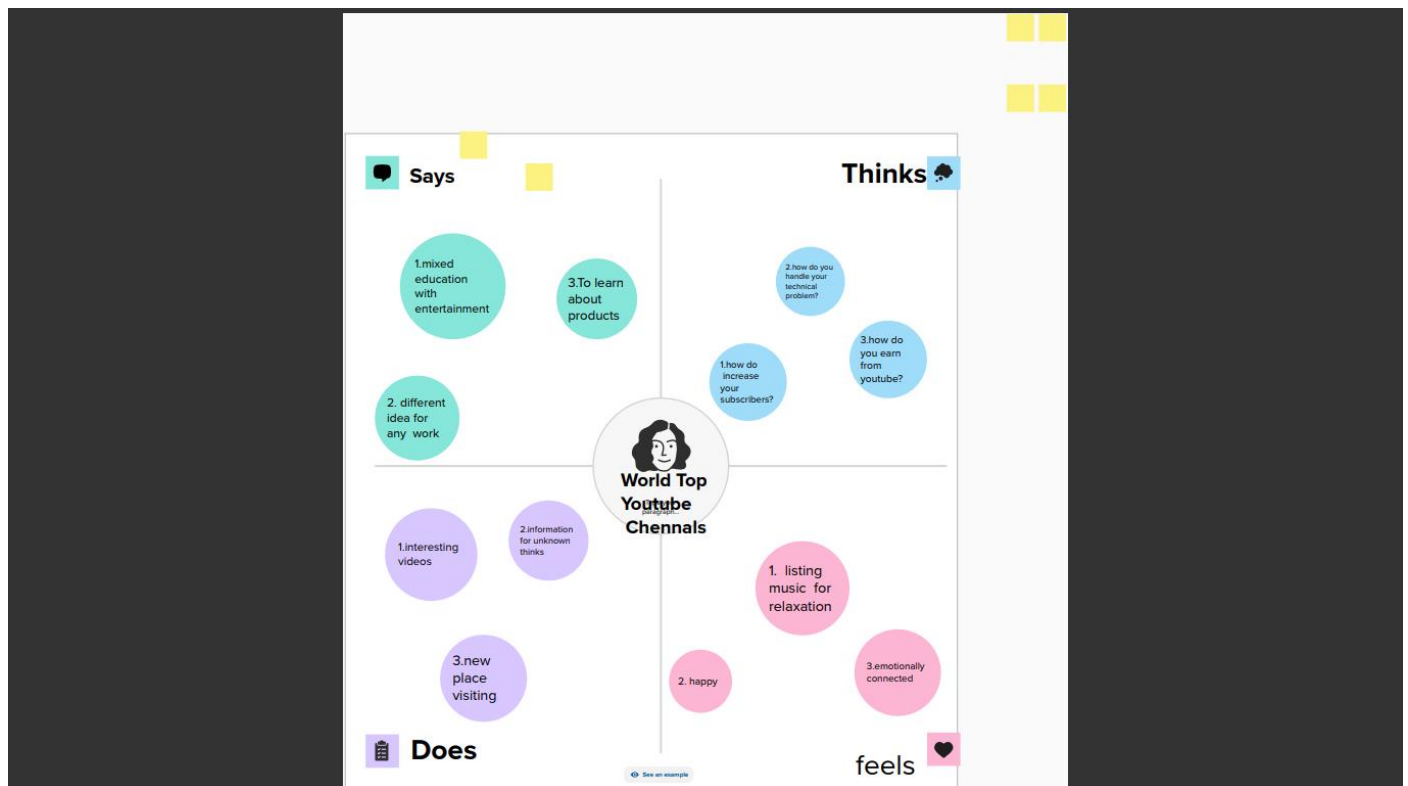 Says
1.mixed
education
with
entertainment
3.To learn
about
products
2. different
idea for
any work
Thinks
2.how do you
handle your
technical
problem?
3.how do
you earn
from
youtube?
1.how do
increase
your
subscribers?
World Top
Youtube
paragraph...
Chennals
1.interesting
videos
2.information
for unknown
thinks
3.new
place
visiting
Does
1. listing
music for
relaxation
2. happy
3.emotionally
connected
feels
See an example